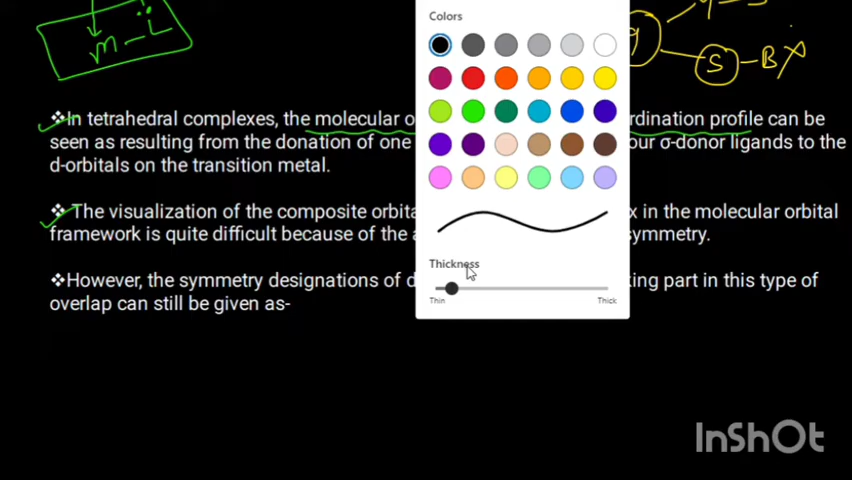 Colors
m-L
S-B
❖In tetrahedral complexes, the molecular o rdination profile can be
seen as resulting from the donation of one our σ-donor ligands to the
d-orbitals on the transition metal.
❖ The visualization of the composite orbita x in the molecular orbital
framework is quite difficult because of the symmetry.
❖However, the symmetry designations of d king part in this type of
overlap can still be given as-
Thickness
Thin Thick
InShOt